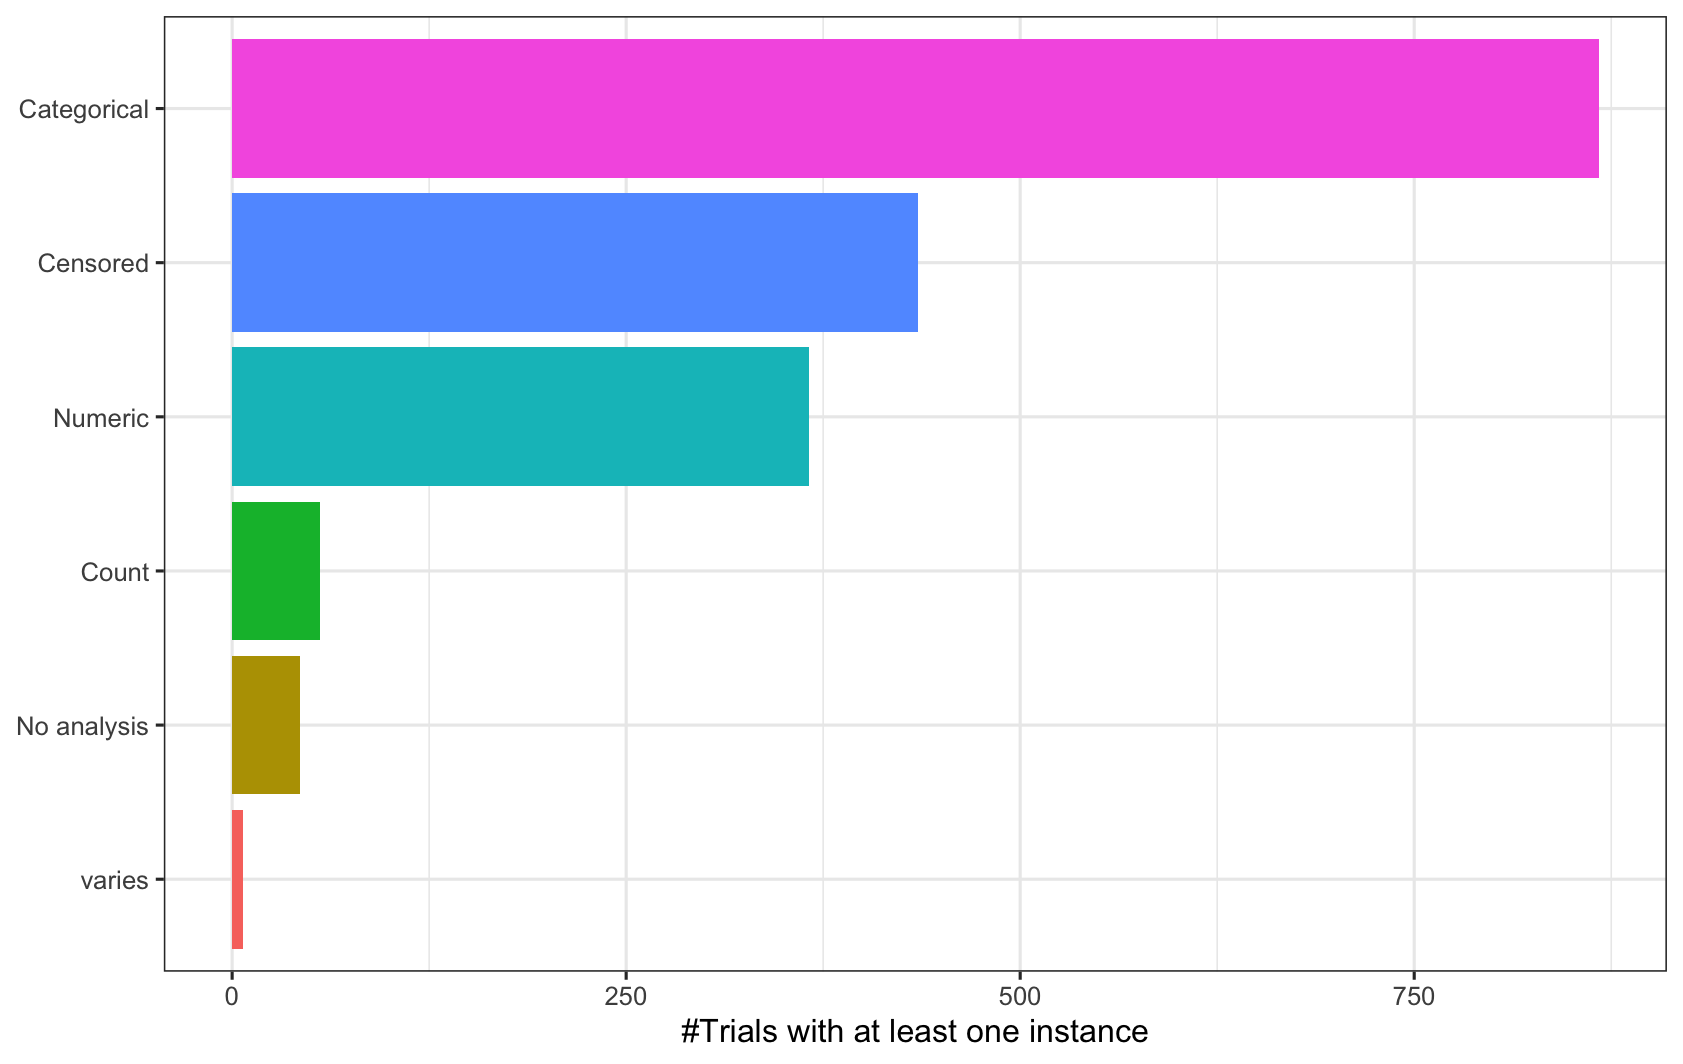 Categorical
Censored
Numeric
Count
No analysis
varies
0 250 500 750
#Trials with at least one instance